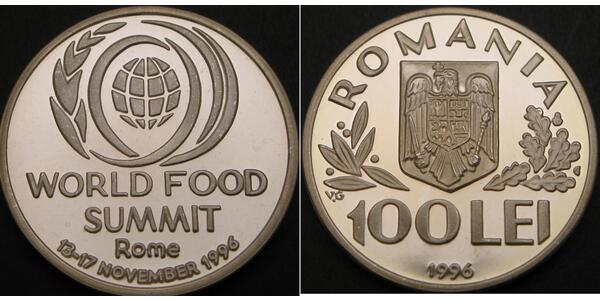 WORLD FOOD
SUMMIT
Rome
13-17 NOVEMBER 1996
ROMANIA
VG
100 LEI
1996